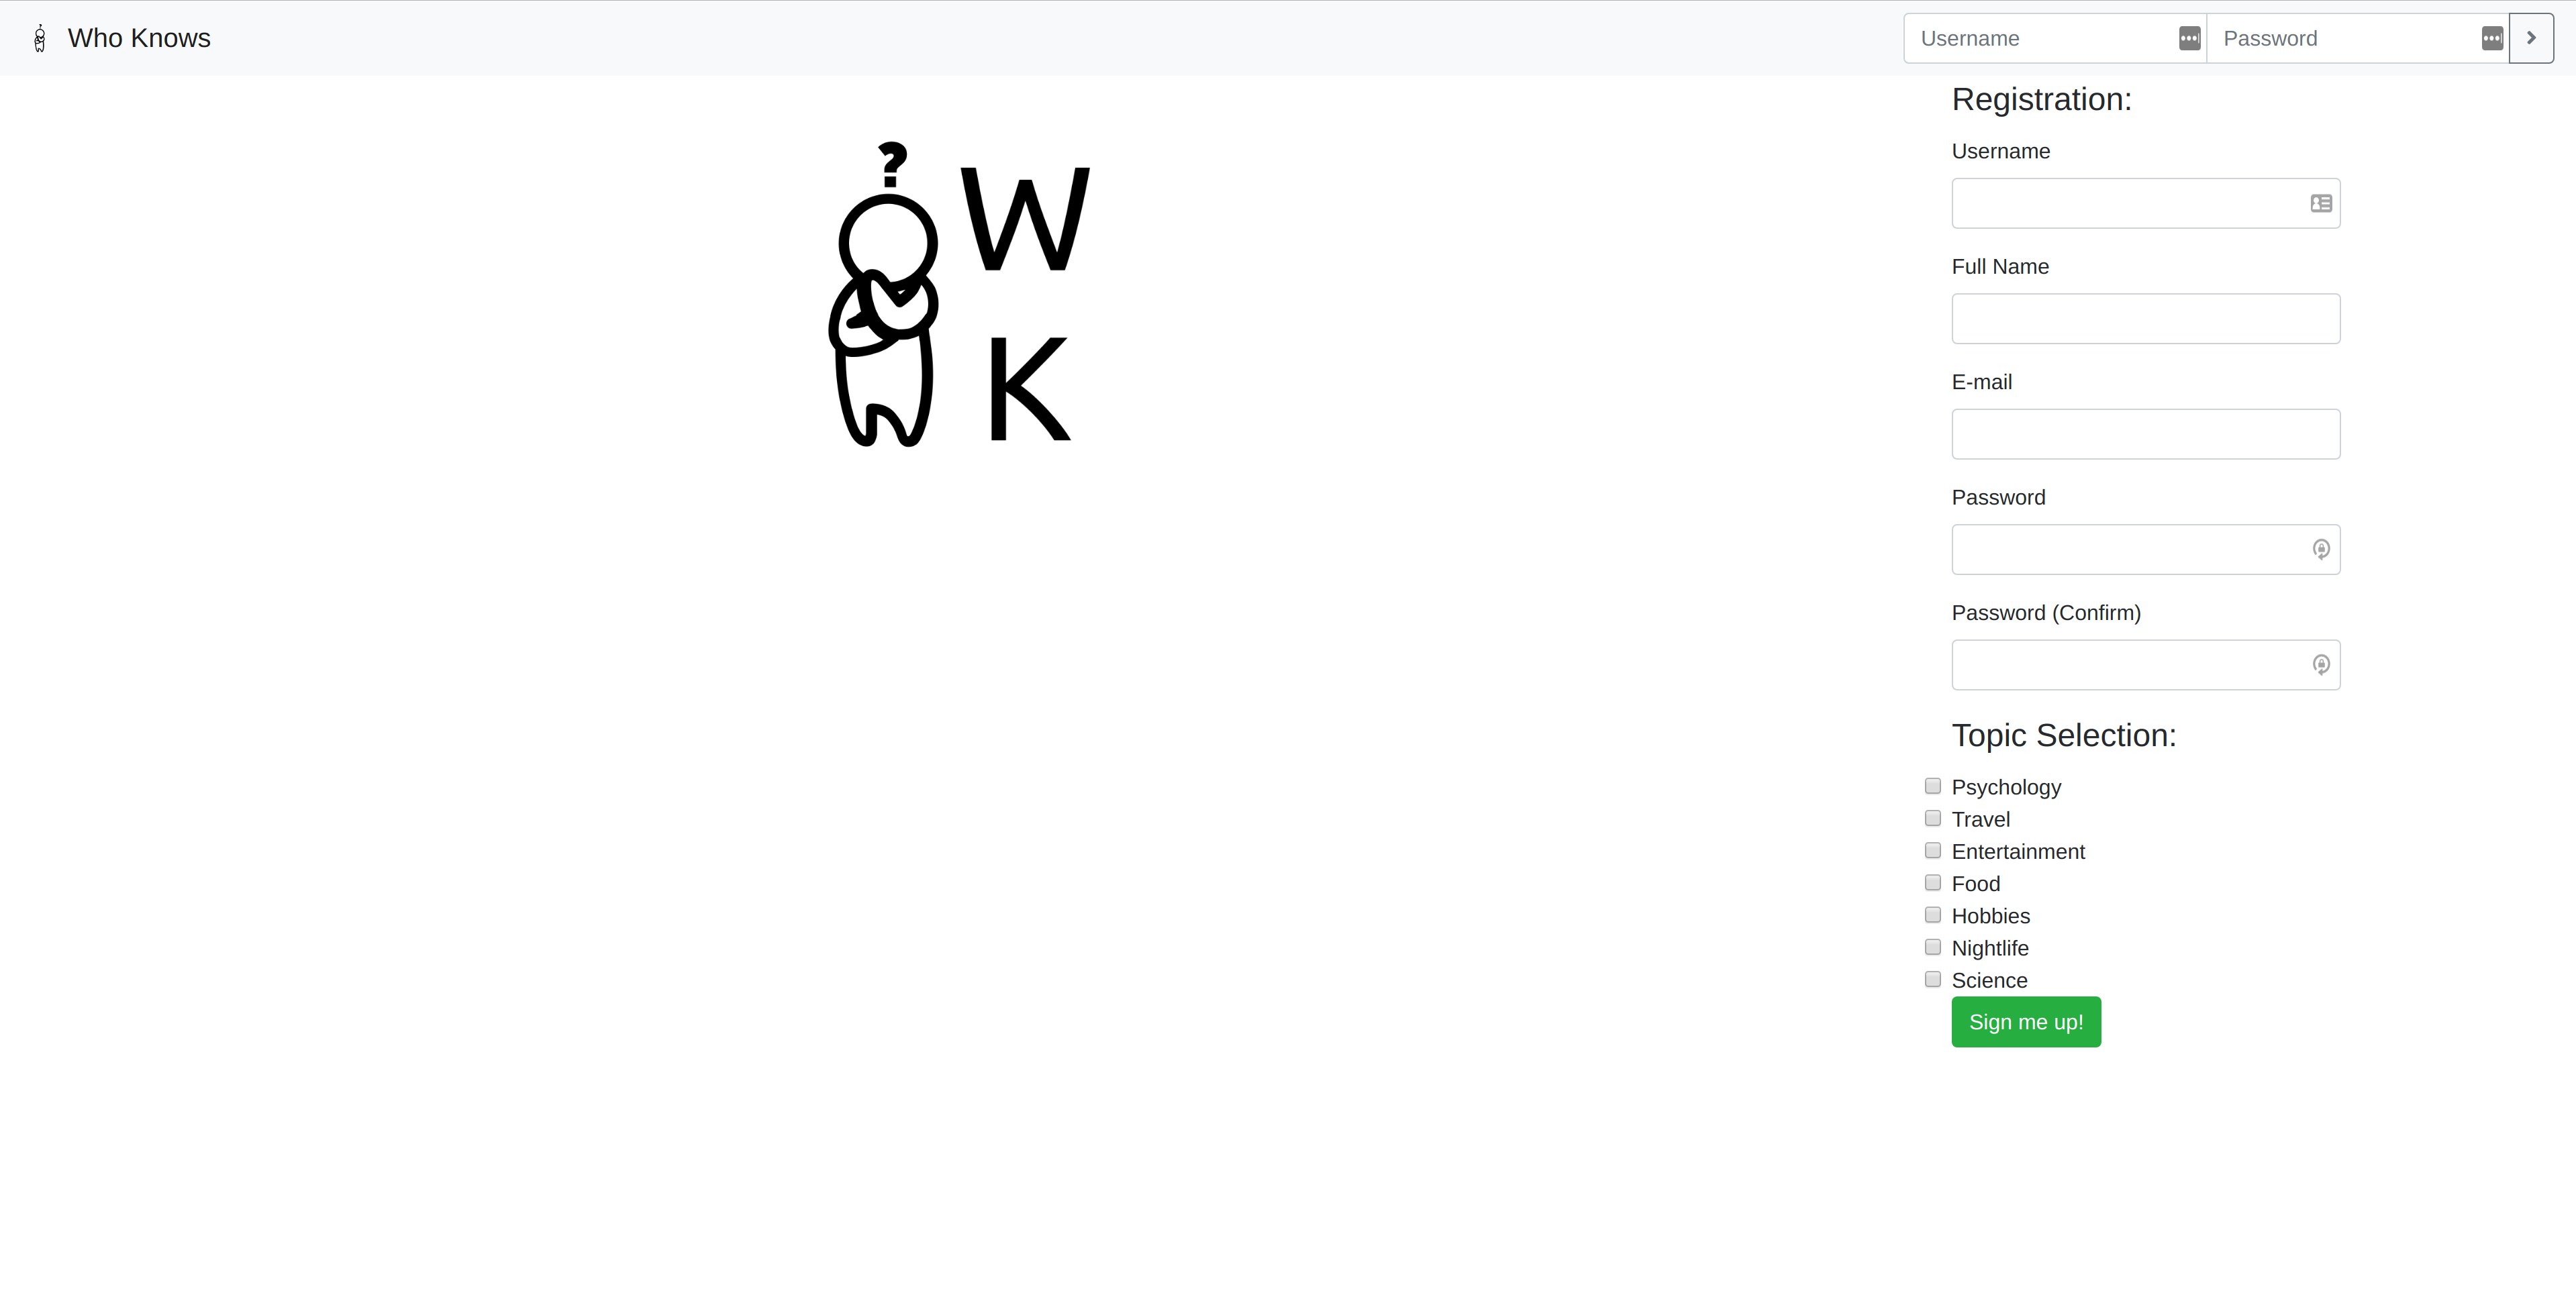 Who Knows
Username
Password
?
W
K
Registration:
Username
Full Name
E-mail
Password
Password (Confirm)
Topic Selection:
Psychology
Travel
Entertainment
Food
Hobbies
Nightlife
Science
Sign me up!